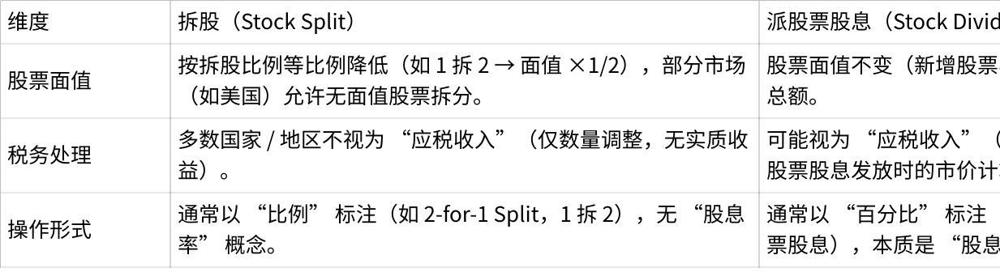 维度
拆股（Stock Split）
派股票股息（Stock Divid
股票面值
按拆股比例等比例降低（如 1 拆 2 → 面值 ×1/2），部分市场
（如美国）允许无面值股票拆分。
股票面值不变（新增股票
总额。
税务处理
多数国家 / 地区不视为 “应税收入” （仅数量调整，无实质收
益）。
可能视为 “应税收入” （
股票股息发放时的市价计
操作形式
通常以 “比例” 标注（如 2-for-1 Split，1 拆 2），无 “股息
率” 概念。
通常以 “百分比” 标注
票股息），本质是 “股息